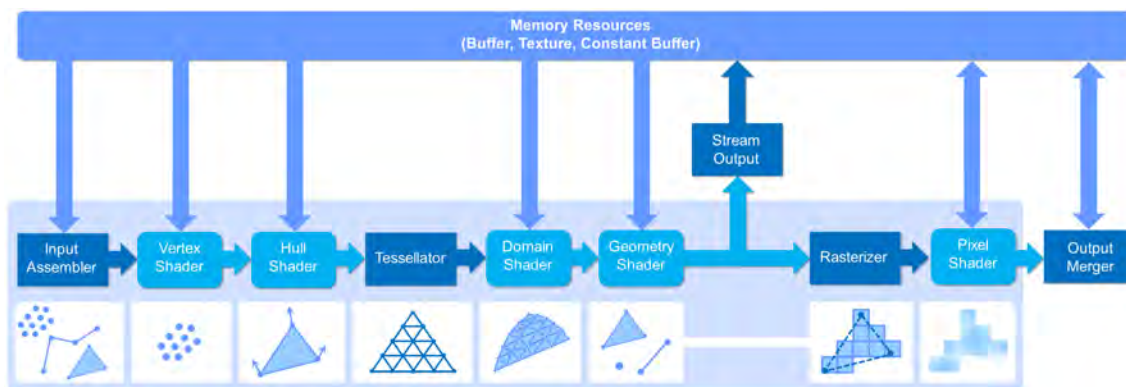 Memory Resources
(Buffer, Texture, Constant Buffer)
Stream
Output
Input
Assembler
Vertex
Shader
Hull
Shader
Tessellator
Domain
Shader
Geometry
Shader
Rasterizer
Pixel
Shader
Output
Merger